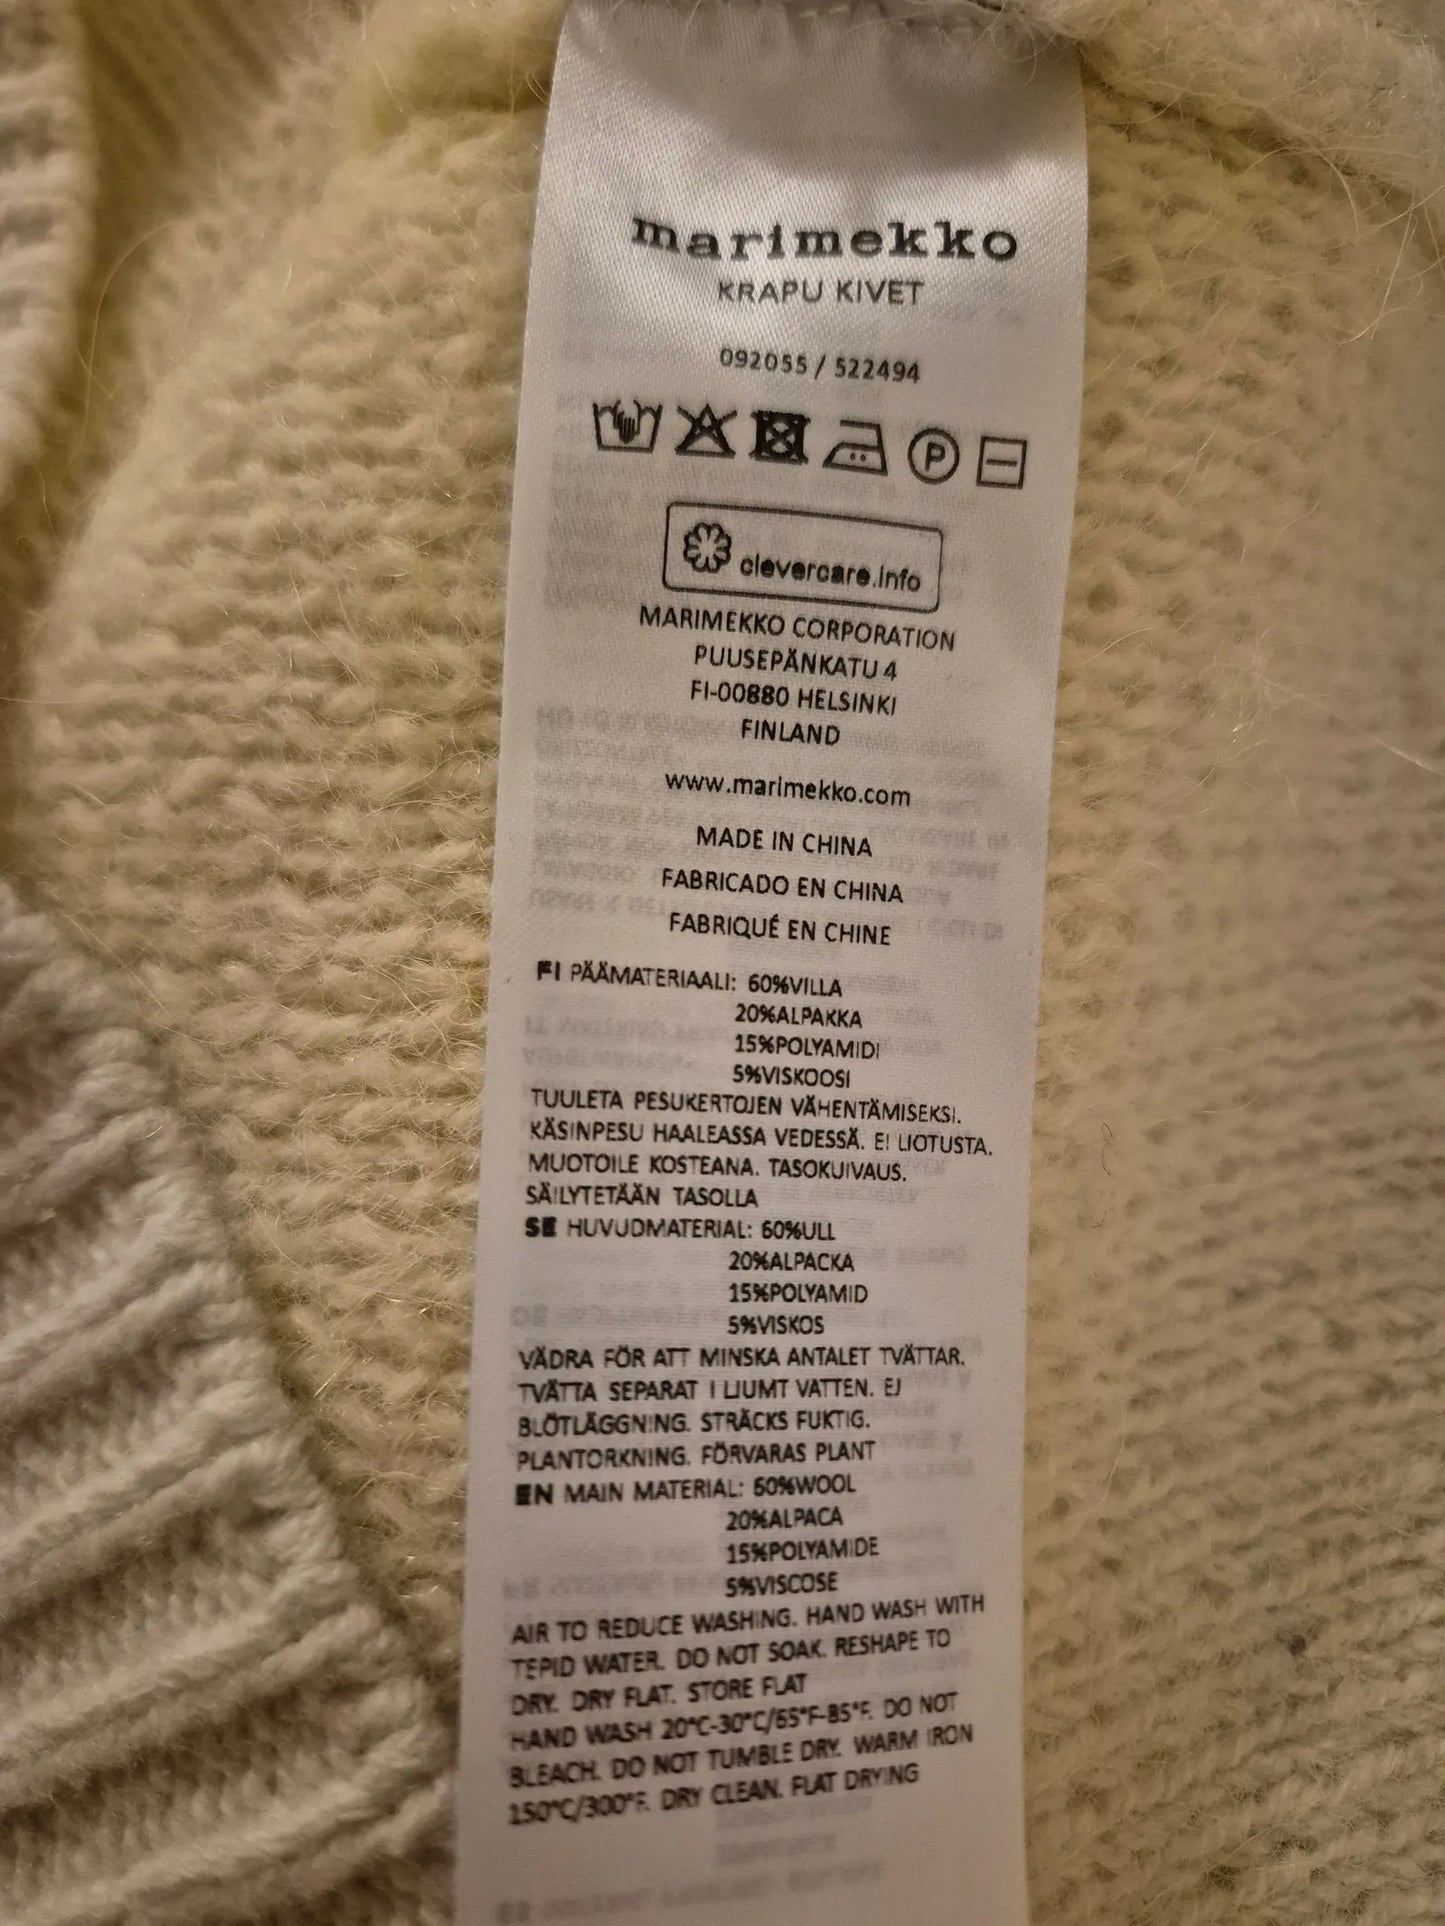 marimekko
KRAPU KIVET
092055 / 522494
P
clevercare.info
MARIMEKKO CORPORATION
PUUSEPÄNKATU 4
FI-00880 HELSINKI
FINLAND
www.marimekko.com
MADE IN CHINA
FABRICADO EN CHINA
FABRIQUÉ EN CHINE
FI PÄÄMATERIAALI: 60%VILLA
20%ALPAKKA
15%POLYAMIDI
5%VISKOOSI
TUULETA PESUKERTOJEN VÄHENTÄMISEKSI.
KÄSINPESU HAALEASSA VEDESSÄ. EI LIOTUSTA.
MUOTOILE KOSTEANA. TASOKUIVAUS.
SÄILYTETÄÄN TASOLLA
SE HUVUDMATERIAL: 60%ULL
20%ALPACKA
15%POLYAMID
5%VISKOS
VÄDRA FÖR ATT MINSKA ANTALET TVÄTTAR.
TVÄTTA SEPARAT I LJUMT VATTEN. EJ
BLÖTLÄGGNING. STRÄCKS FUKTIG.
PLANTORKNING. FÖRVARAS PLANT
EN MAIN MATERIAL: 60%WOOL
20%ALPACA
15%POLYAMIDE
5%VISCOSE
AIR TO REDUCE WASHING. HAND WASH WITH
TEPID WATER. DO NOT SOAK. RESHAPE TO
DRY. DRY FLAT. STORE FLAT
HAND WASH 20°C-30°C/65°F-85°F. DO NOT
BLEACH. DO NOT TUMBLE DRY. WARM IRON
150°C/300°F. DRY CLEAN. FLAT DRYING